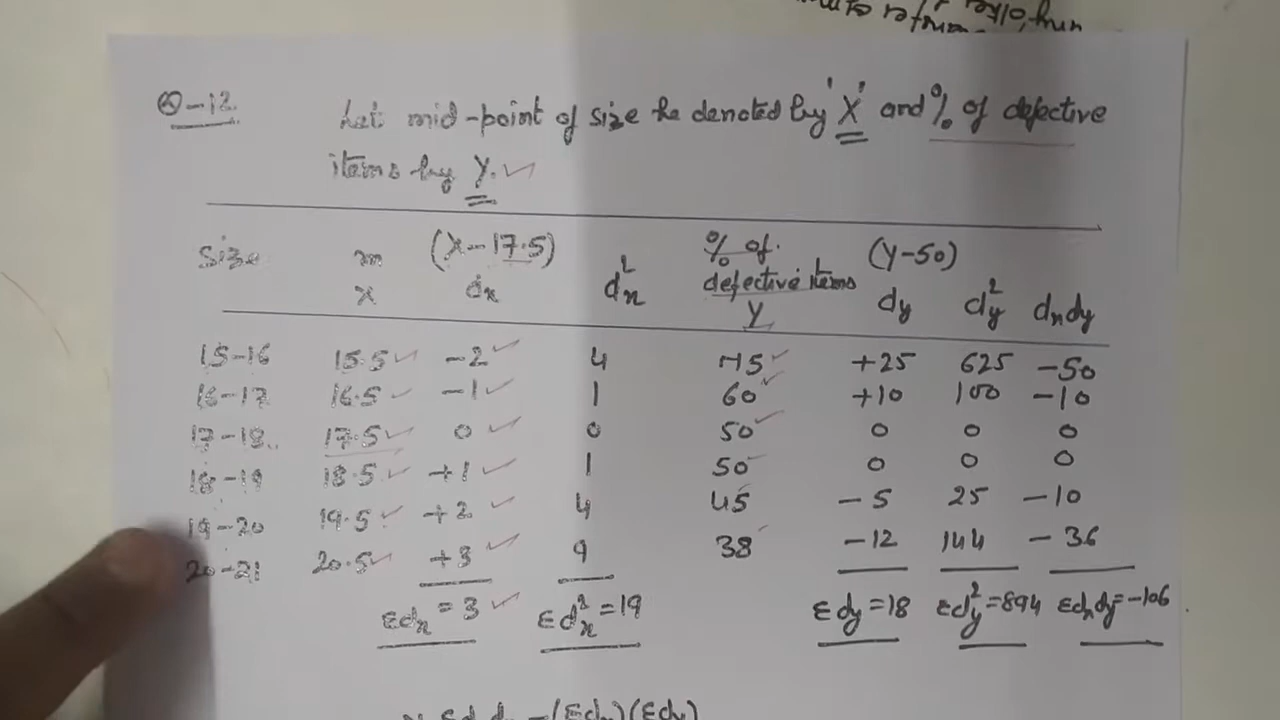 Q-12. Let mid-point of size be denoted by 'X' and % of defective
items by Y.
Size m X (X-17.5) dx dx² % of defective items Y (Y-50) dy dy² dxdy
15-16 15.5 -2 4 75 +25 625 -50
16-17 16.5 -1 1 60 +10 100 -10
17-18 17.5 0 0 50 0 0 0
18-19 18.5 +1 1 50 0 0 0
19-20 19.5 +2 4 45 -5 25 -10
20-21 20.5 +3 9 38 -12 144 -36
Σdx = 3 Σdx² = 19 Σdy = 18 Σdy² = 894 Σdxdy = -106
-(Σdx)(Σdy)